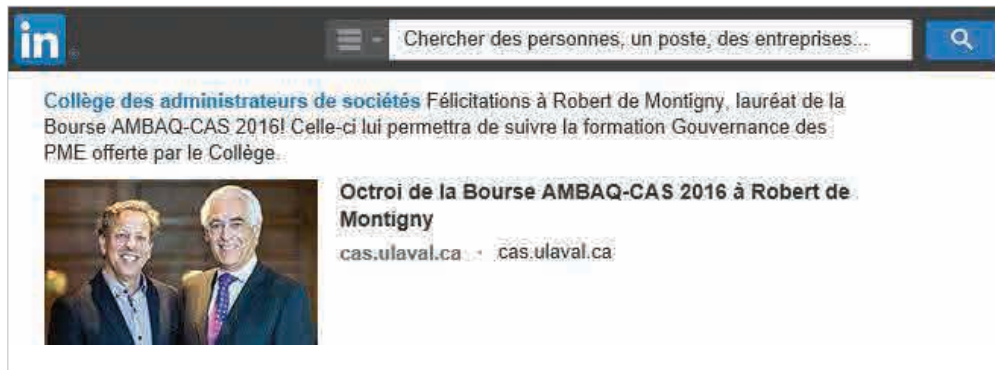 in
Chercher des personnes, un poste, des entreprises...
Collège des administrateurs de sociétés Félicitations à Robert de Montigny, lauréat de la
Bourse AMBAQ-CAS 2016! Celle-ci lui permettra de suivre la formation Gouvernance des
PME offerte par le Collège.
Octroi de la Bourse AMBAQ-CAS 2016 à Robert de
Montigny
cas.ulaval.ca · cas.ulaval.ca